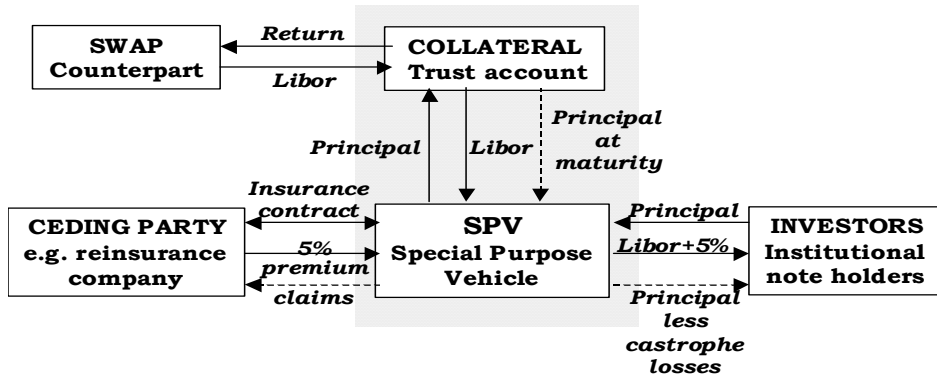 Return
SWAP
Counterpart
Libor
COLLATERAL
Trust account
Principal
Libor
Principal
at
maturity
Insurance
contract
CEDING PARTY
e.g. reinsurance
company
5%
premium
claims
SPV
Special Purpose
Vehicle
Principal
Libor+5%
Principal
less
castrophe
losses
INVESTORS
Institutional
note holders